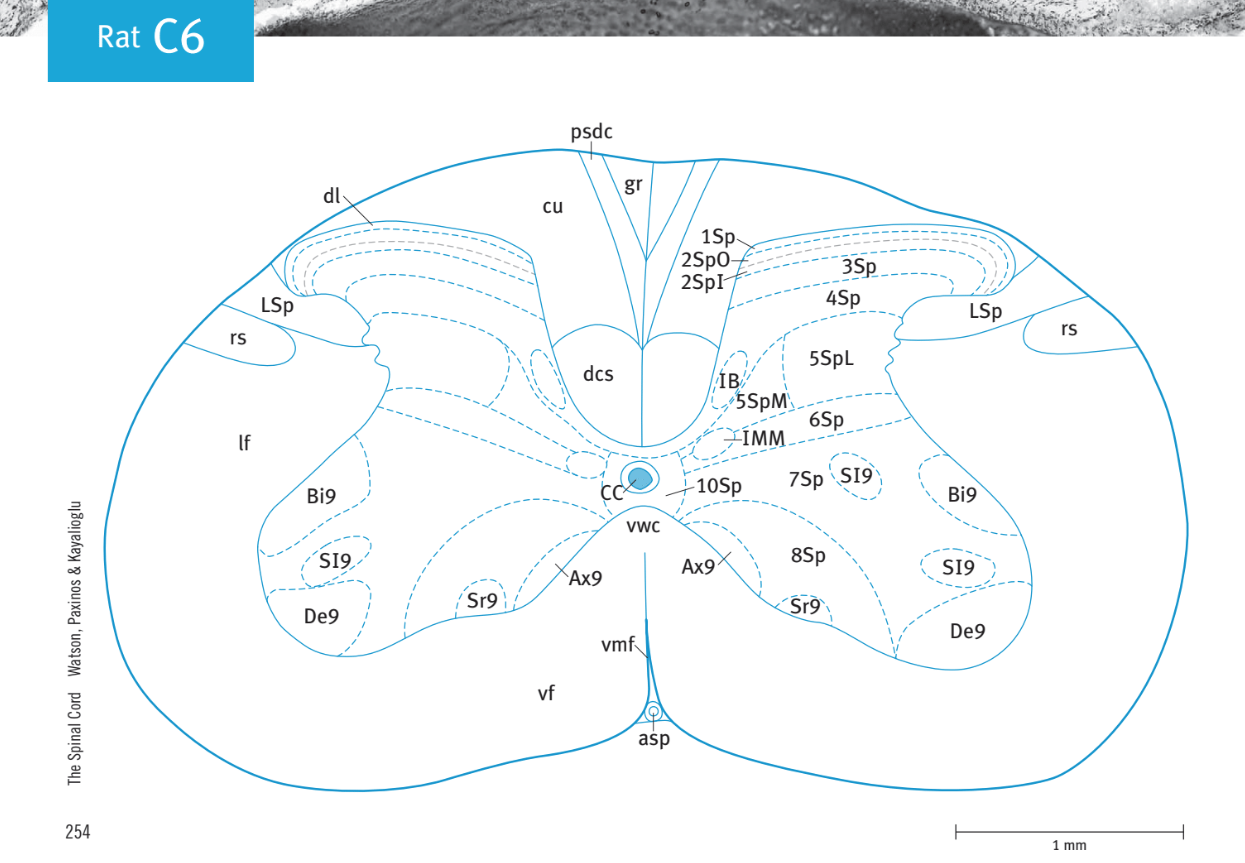 Rat C6
psdc
gr
dl
cu
1Sp
2SpO
2SpI
3Sp
4Sp
LSp
LSp
rs
rs
5SpL
dcs
IB
5SpM
6Sp
IMM
lf
7Sp
SI9
CC
10Sp
Bi9
Bi9
vwc
8Sp
SI9
Ax9
Ax9
SI9
Sr9
Sr9
De9
De9
vmf
vf
asp
The Spinal Cord Watson, Paxinos & Kayalioglu
254
1 mm